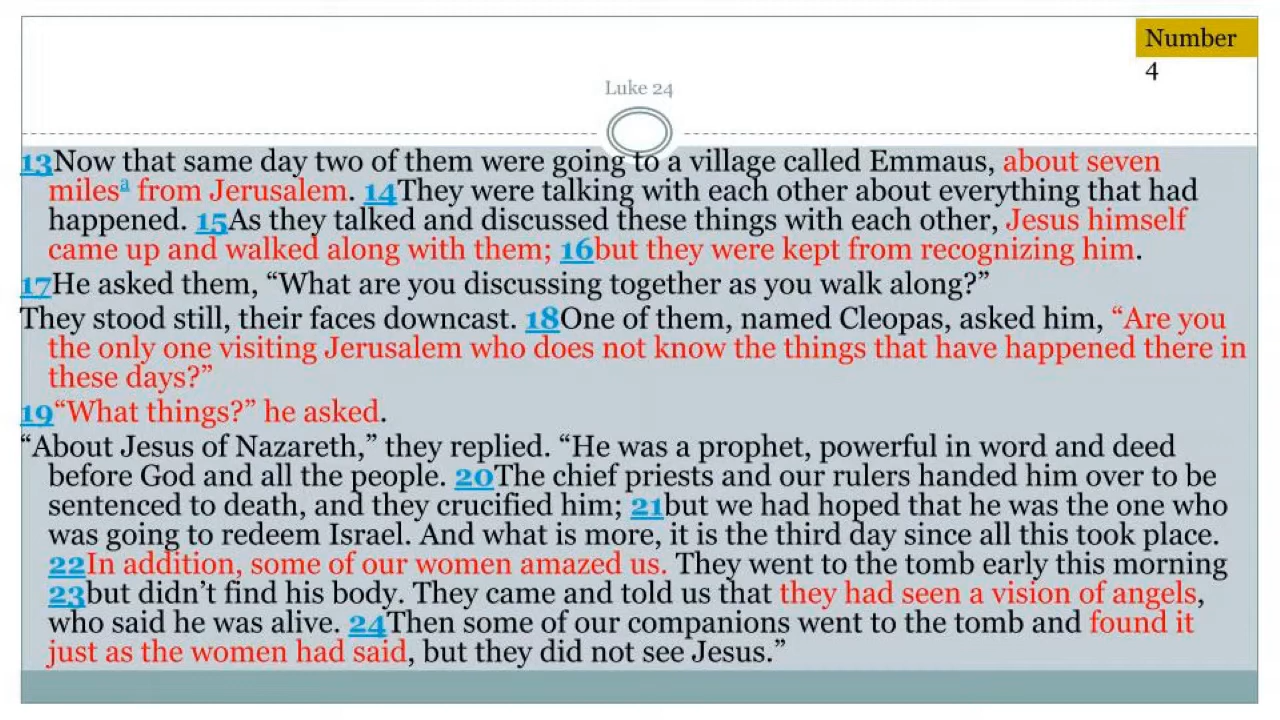 Number
4
Luke 24
13Now that same day two of them were going to a village called Emmaus, about seven
milesa from Jerusalem. 14They were talking with each other about everything that had
happened. 15As they talked and discussed these things with each other, Jesus himself
came up and walked along with them; 16but they were kept from recognizing him.
17He asked them, “What are you discussing together as you walk along?”
They stood still, their faces downcast. 18One of them, named Cleopas, asked him, “Are you
the only one visiting Jerusalem who does not know the things that have happened there in
these days?”
19“What things?” he asked.
“About Jesus of Nazareth,” they replied. “He was a prophet, powerful in word and deed
before God and all the people. 20The chief priests and our rulers handed him over to be
sentenced to death, and they crucified him; 21but we had hoped that he was the one who
was going to redeem Israel. And what is more, it is the third day since all this took place.
22In addition, some of our women amazed us. They went to the tomb early this morning
23but didn’t find his body. They came and told us that they had seen a vision of angels,
who said he was alive. 24Then some of our companions went to the tomb and found it
just as the women had said, but they did not see Jesus.”